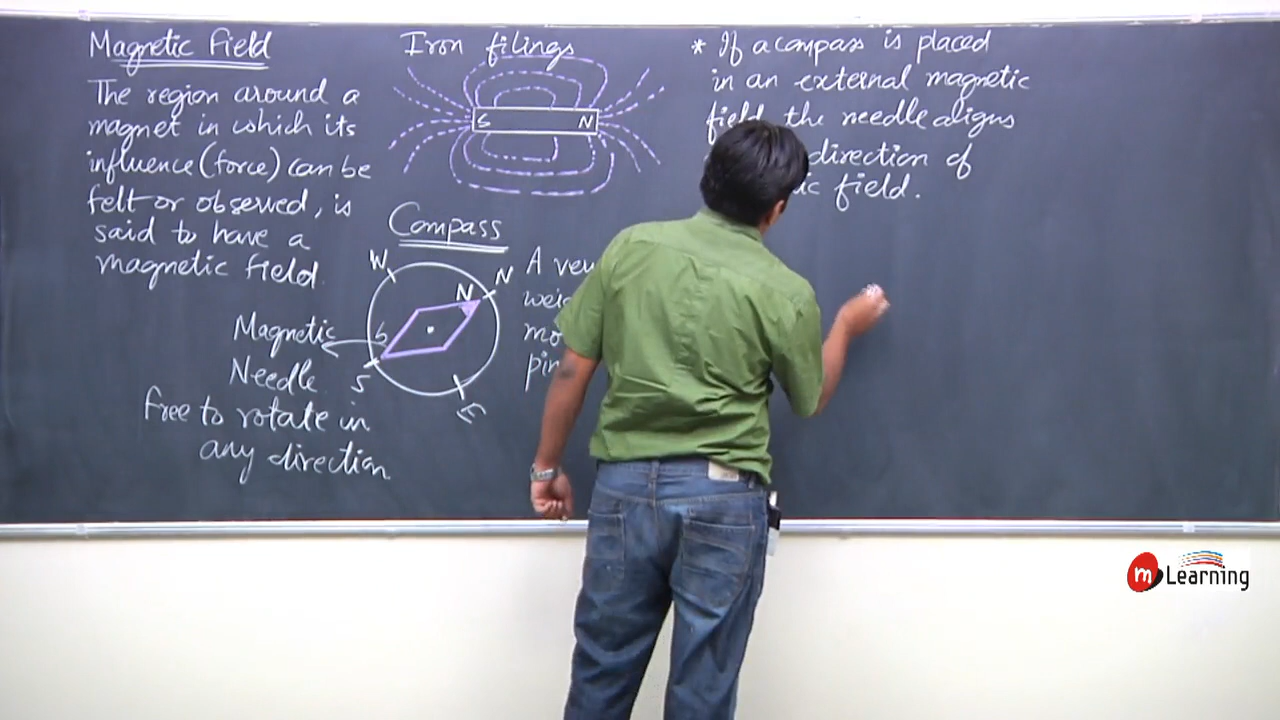 Magnetic Field
The region around a
magnet in which its
influence (force) can be
felt or observed, is
said to have a
magnetic field.
Iron filings
S N
Compass
W N
N
S
S
E
Magnetic
Needle
free to rotate in
any direction
A
* If a compass is placed
in an external magnetic
field the needle aligns
direction of
field.
m Learning